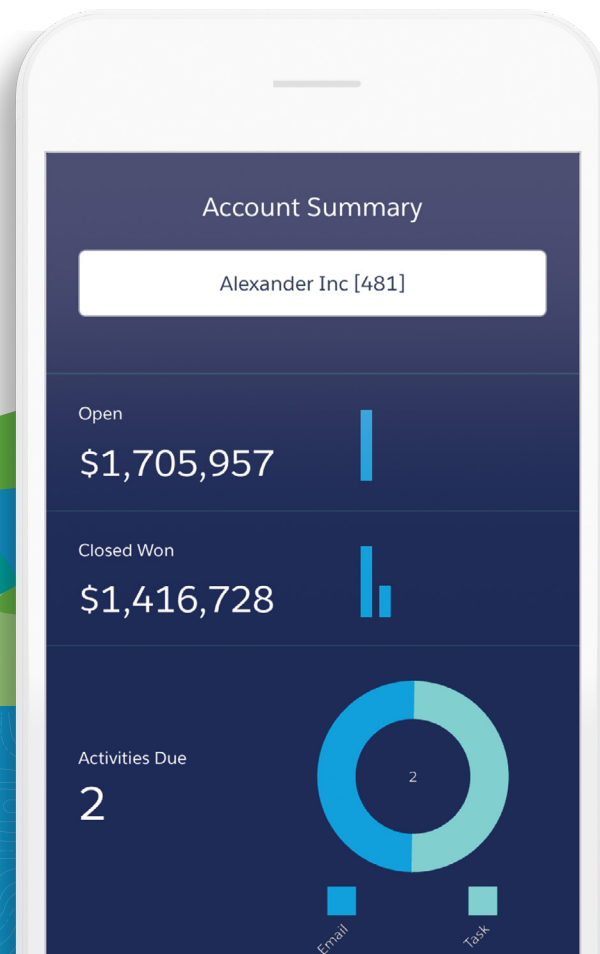 Account Summary
Alexander Inc [481]
Open
$1,705,957
Closed Won
$1,416,728
Activities Due
2
2
Email
Task